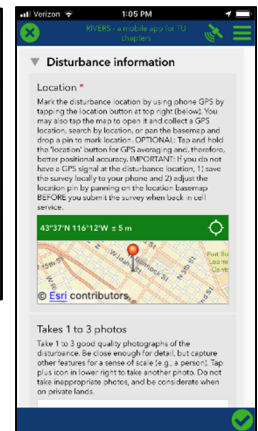 Verizon
1:05 PM
RIVERS - a mobile app for TU
chapters
Disturbance information
Location *
Mark the disturbance location by using phone GPS by
tapping the location button at top right (below). You
may also tap the map to open it and collect a GPS
location, search by location, or pan the basemap and
drop a pin to mark location. OPTIONAL: Tap and hold
the 'location' button for GPS averaging and, therefore,
better positional accuracy. IMPORTANT: If you do not
have a GPS signal at the disturbance location, 1) save
the survey locally to your phone and 2) adjust the
location pin by panning on the location basemap
BEFORE you submit the survey when back in cell
service.
43°37'N 116°12'W ± 5 m
© Esri contributors
Takes 1 to 3 photos
Take 1 to 3 good quality photographs of the
disturbance. Be close enough for detail, but capture
other features for a sense of scale (e.g., a person). Tap
plus icon in lower right to take another photo. Do not
take inappropriate photos, and be considerate when
on private lands.